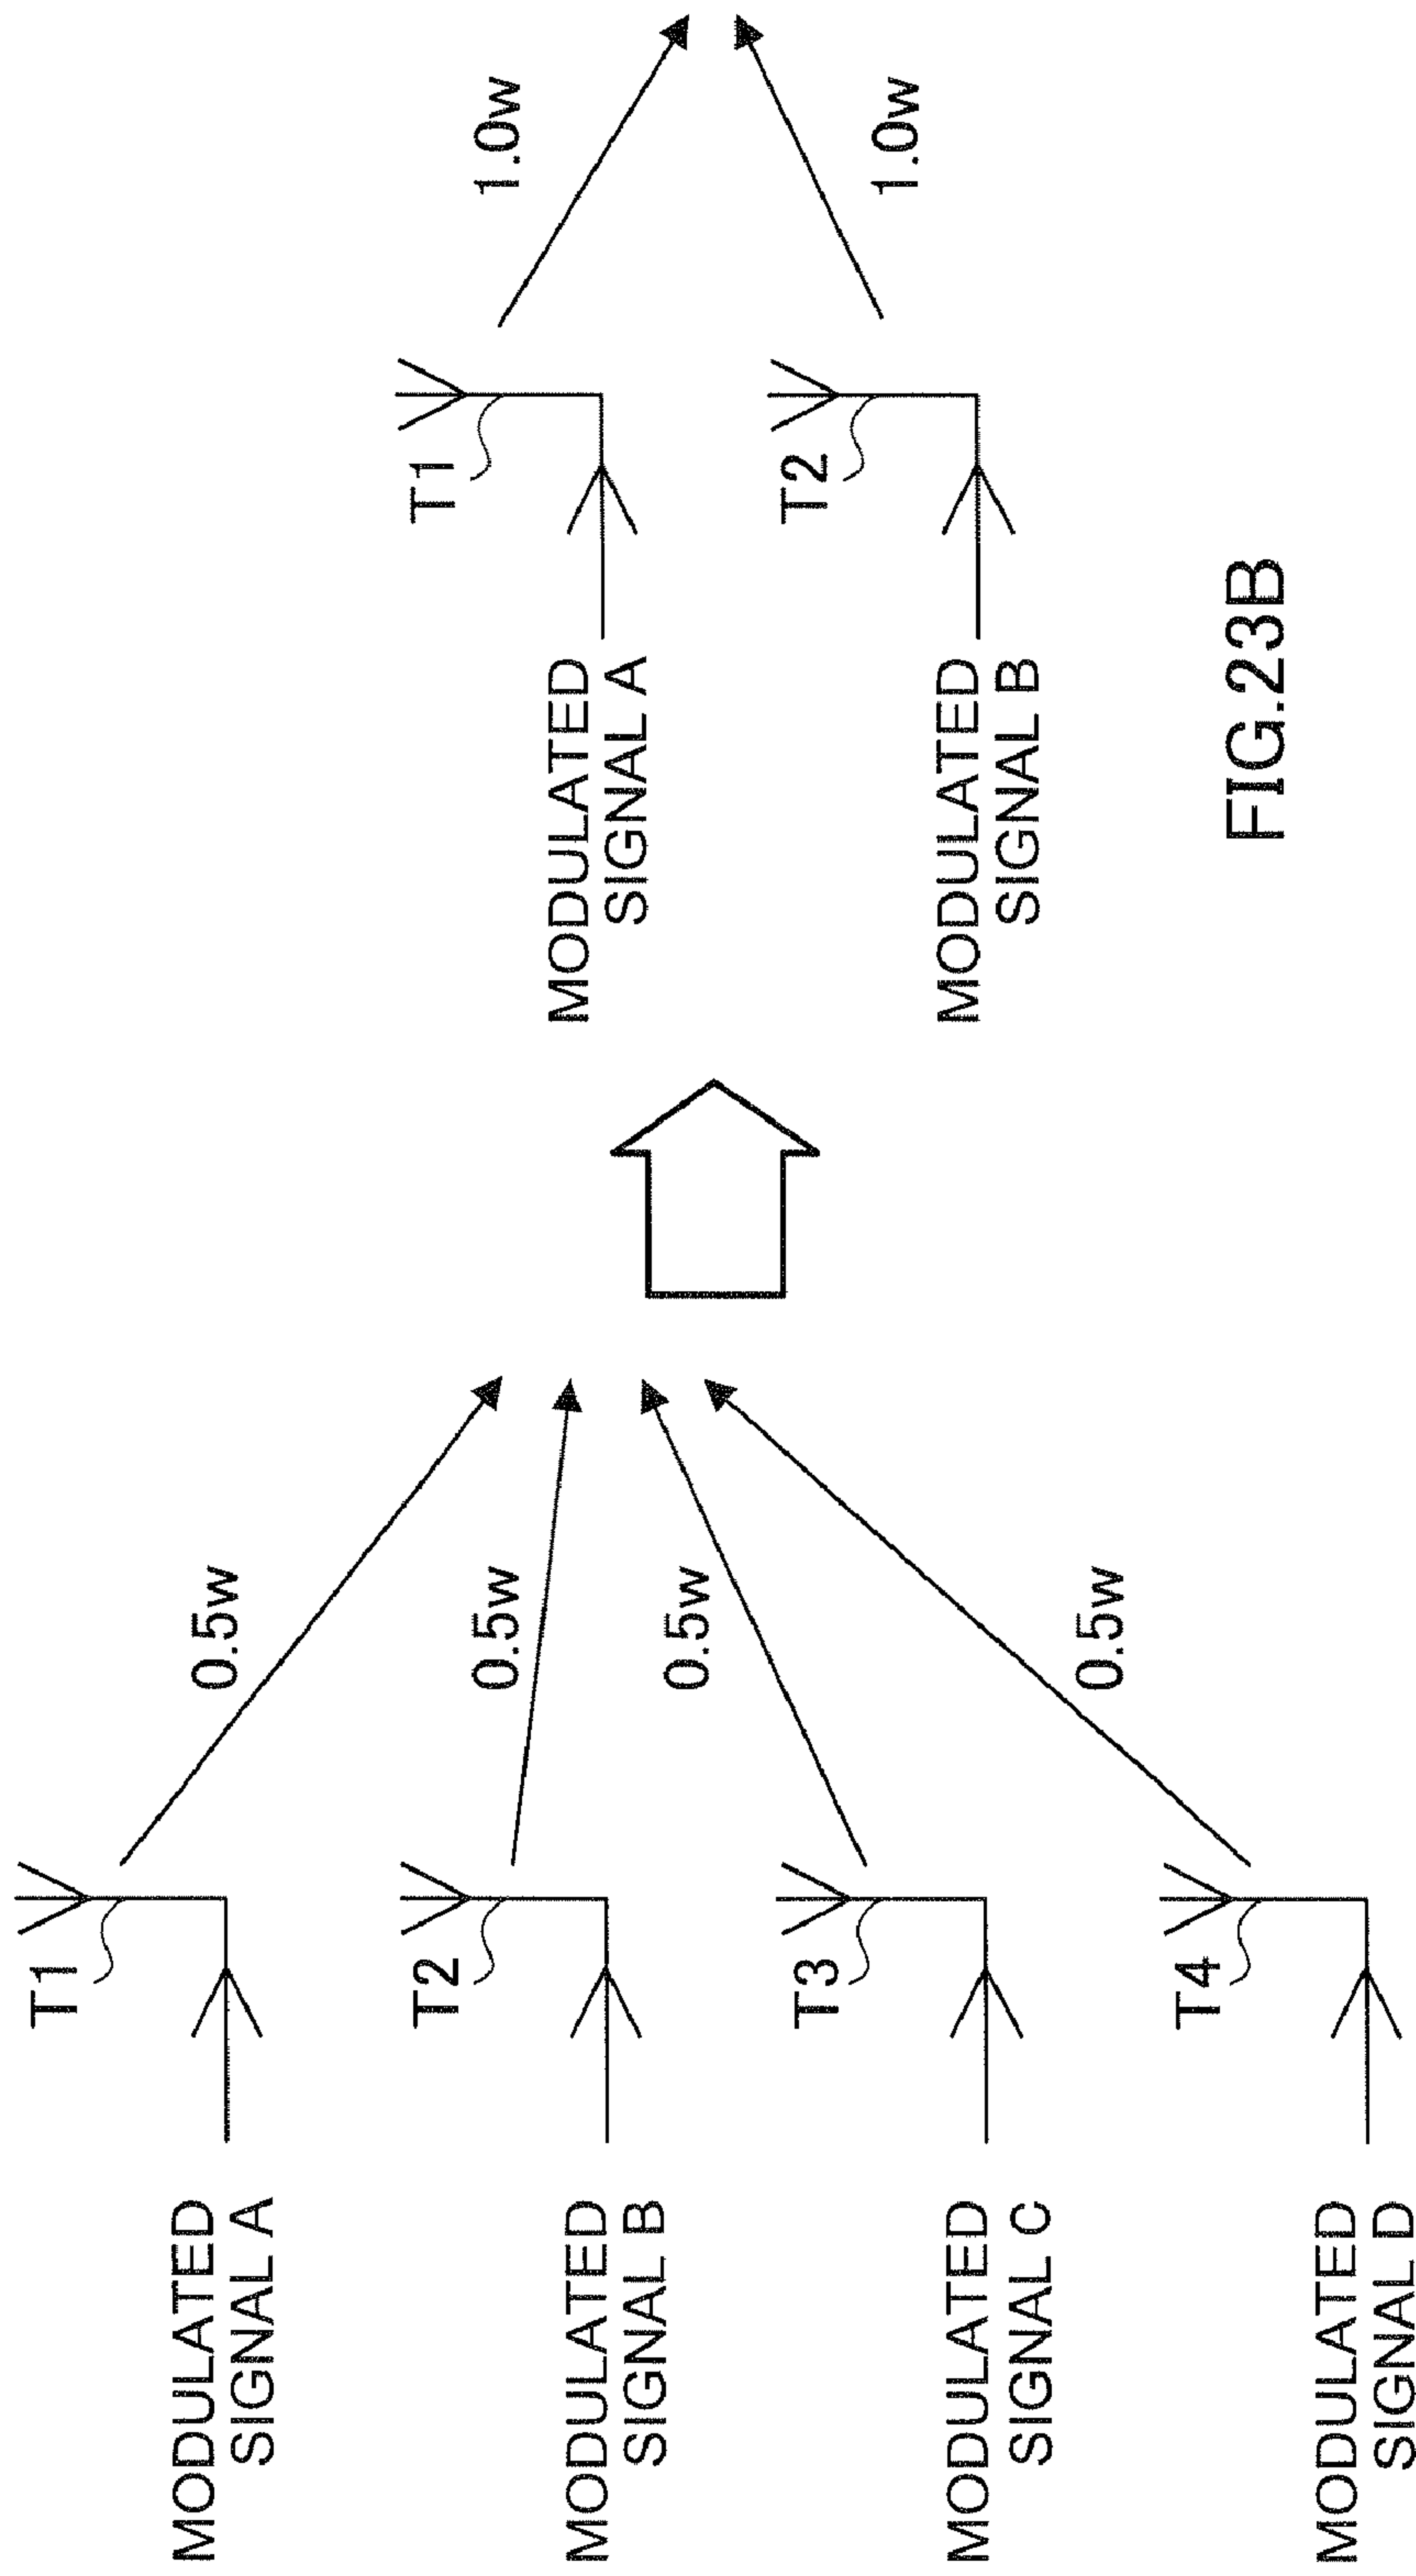 T1
0.5w
MODULATED
SIGNAL A
T2
0.5w
MODULATED
SIGNAL B
T3
0.5w
MODULATED
SIGNAL C
T4
0.5w
MODULATED
SIGNAL D
T1
1.0w
MODULATED
SIGNAL A
T2
1.0w
MODULATED
SIGNAL B
FIG.23B